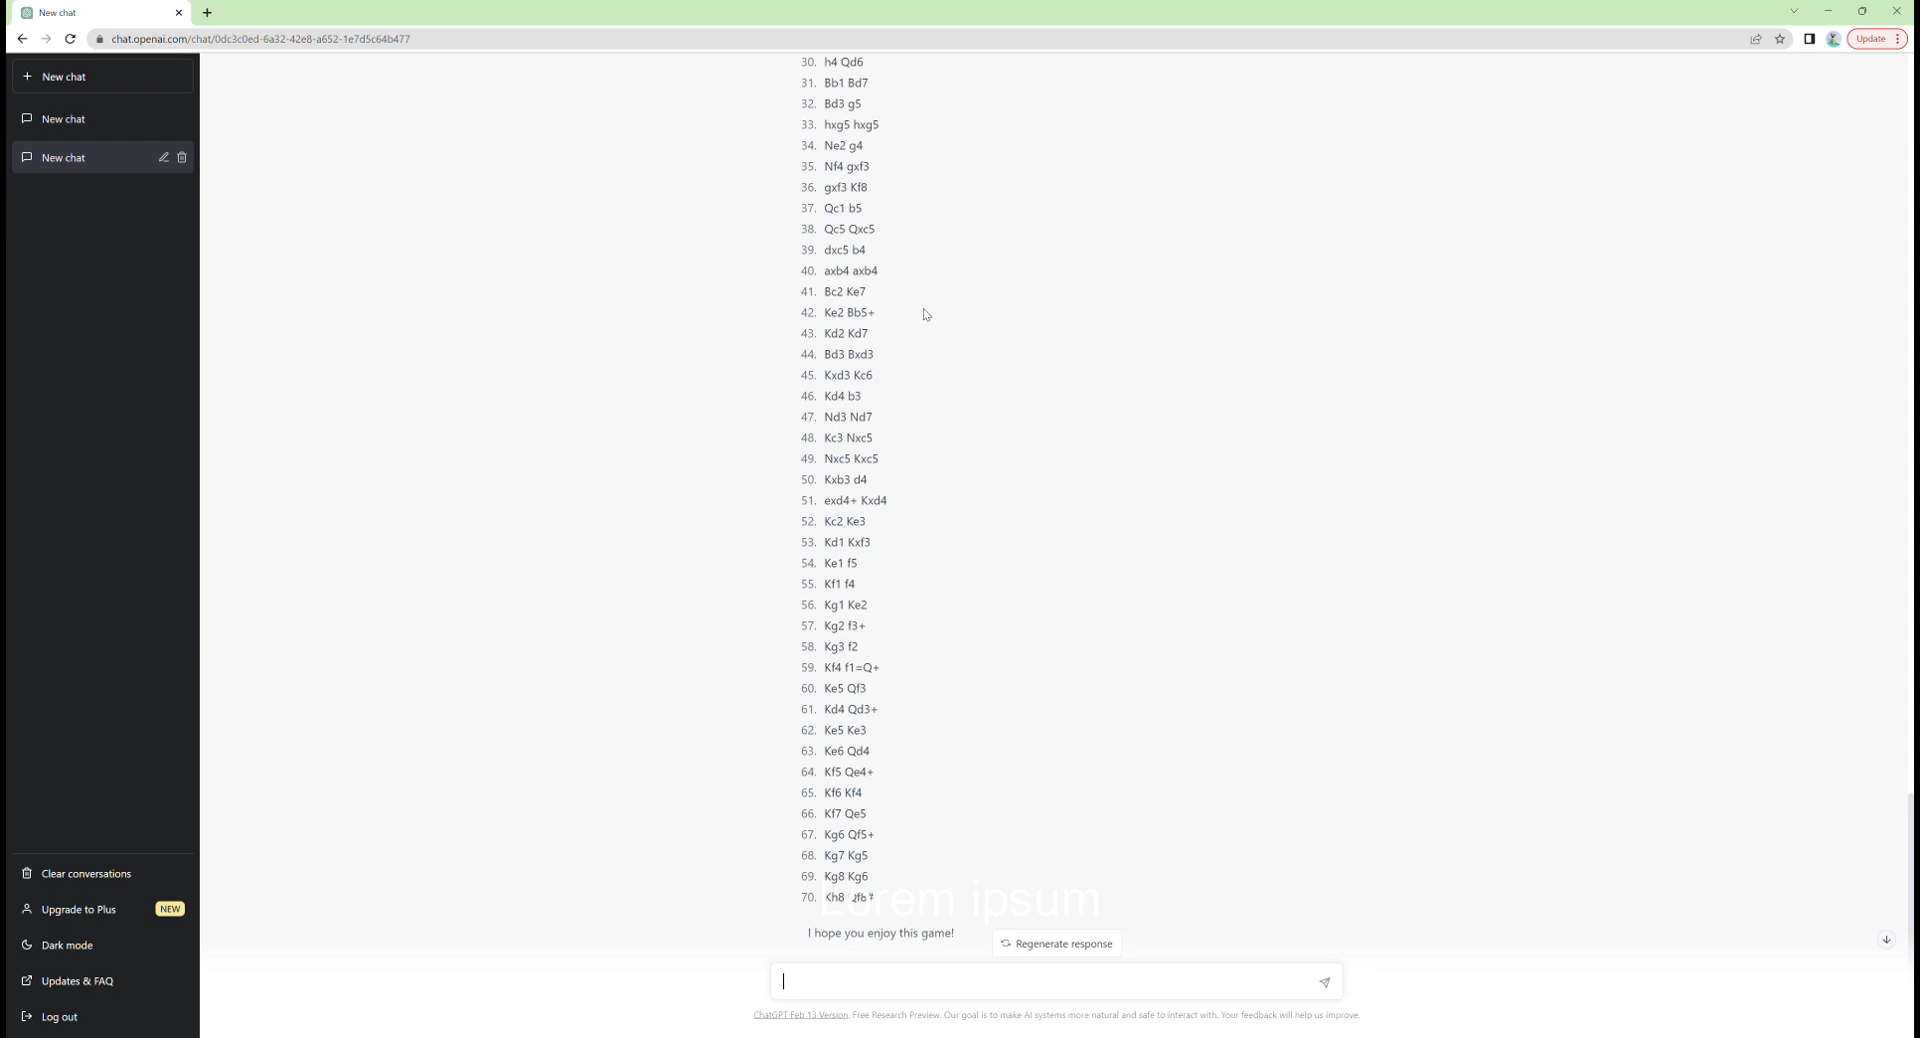 New chat
chat.openai.com/chat/0dc3c0ed-6a32-42e8-a652-1e7d5c64b477
Update
New chat
New chat
New chat
30. h4 Qd6
31. Bb1 Bd7
32. Bd3 g5
33. hxg5 hxg5
34. Ne2 g4
35. Nf4 gxf3
36. gxf3 Kf8
37. Qc1 b5
38. Qc5 Qxc5
39. dxc5 b4
40. axb4 axb4
41. Bc2 Ke7
42. Ke2 Bb5+
43. Kd2 Kd7
44. Bd3 Bxd3
45. Kxd3 Kc6
46. Kd4 b3
47. Nd3 Nd7
48. Kc3 Nxc5
49. Nxc5 Kxc5
50. Kxb3 d4
51. exd4+ Kxd4
52. Kc2 Ke3
53. Kd1 Kxf3
54. Ke1 f5
55. Kf1 f4
56. Kg1 Ke2
57. Kg2 f3+
58. Kg3 f2
59. Kf4 f1=Q+
60. Ke5 Qf3
61. Kd4 Qd3+
62. Ke5 Ke3
63. Ke6 Qd4
64. Kf5 Qe4+
65. Kf6 Kf4
66. Kf7 Qe5
67. Kg6 Qf5+
68. Kg7 Kg5
69. Kg8 Kg6
70. Kh8
Lorem ipsum
I hope you enjoy this game!
Regenerate response
Clear conversations
Upgrade to Plus NEW
Dark mode
Updates & FAQ
Log out
ChatGPT Feb 13 Version. Free Research Preview. Our goal is to make AI systems more natural and safe to interact with. Your feedback will help us improve.